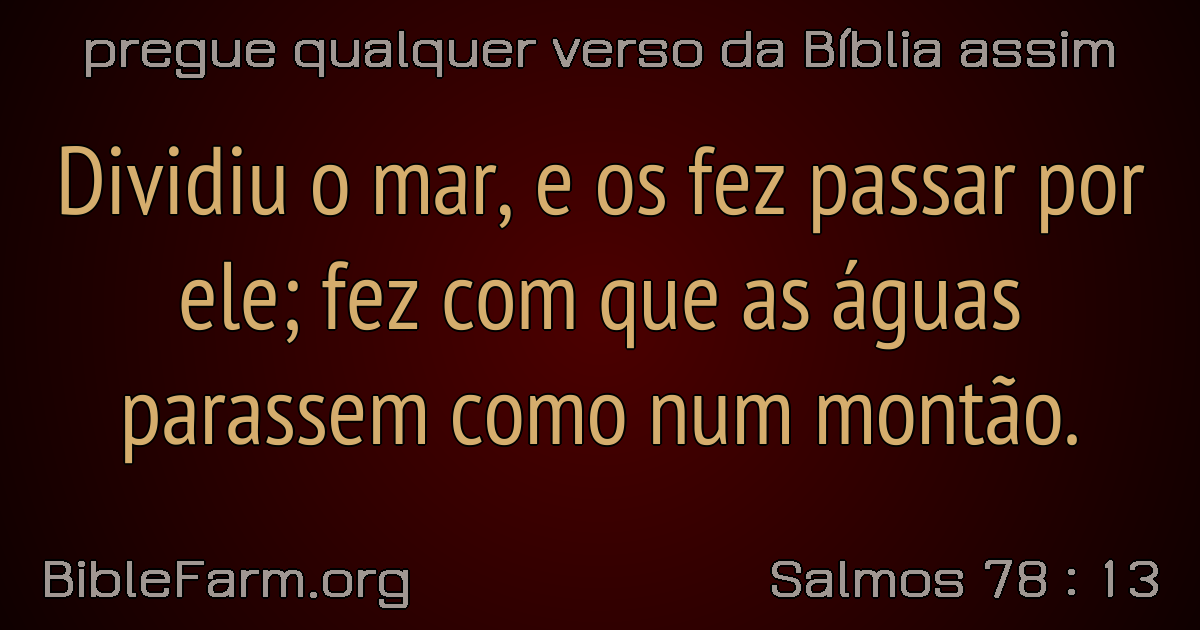 pregue qualquer verso da Bíblia assim
Dividiu o mar, e os fez passar por
ele; fez com que as águas
parassem como num montão.
BibleFarm.org
Salmos 78 : 13